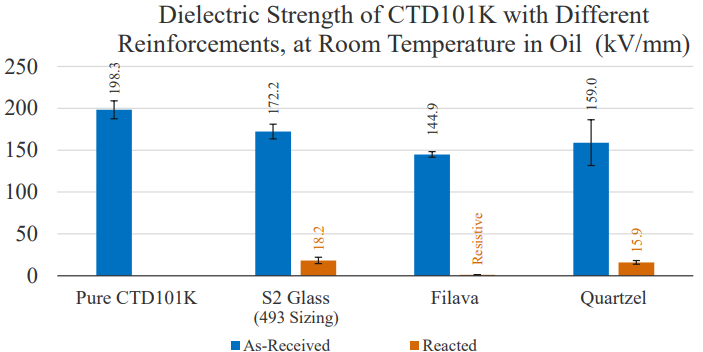 Dielectric Strength of CTD101K with Different
Reinforcements, at Room Temperature in Oil (kV/mm)
250
200
150
100
50
0
198.3
172.2
18.2
144.9
Resistive
159.0
15.9
Pure CTD101K
S2 Glass
(493 Sizing)
Filava
Quartzel
As-Received
Reacted